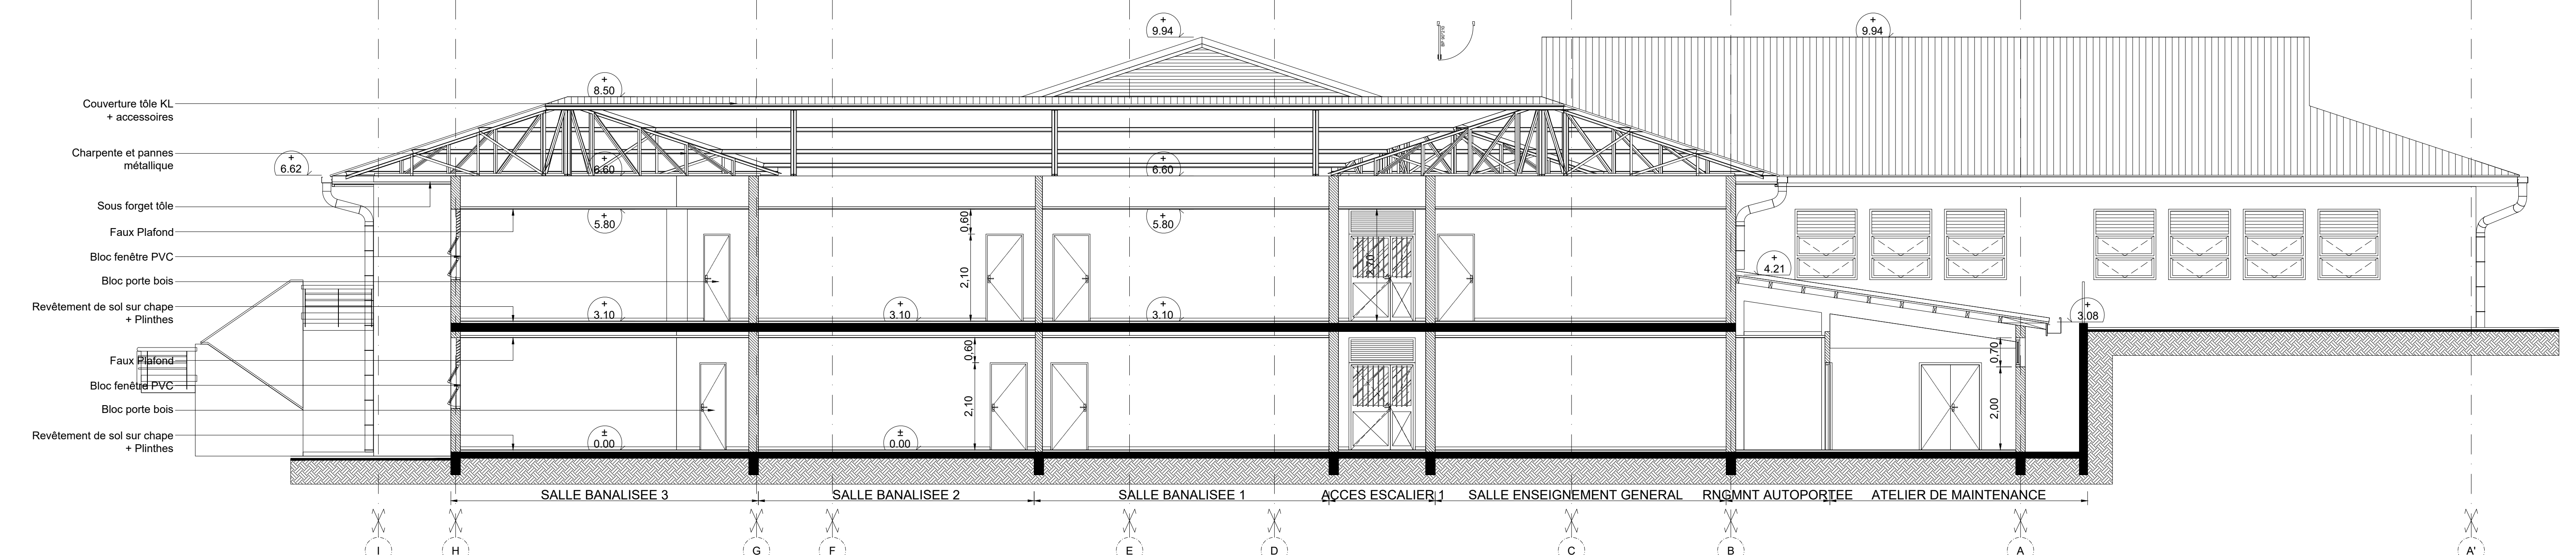 +
9.94
BP 90/210
+
9.94
+
8.50
Couverture tôle KL
+ accessoires
Charpente et pannes
métallique
+
6.62
+
6.60
+
6.60
Sous forget tôle
Faux Plafond
+
5.80
0,60
+
5.80
Bloc fenêtre PVC
2,70
+
4.21
Bloc porte bois
2,10
Revêtement de sol sur chape
+ Plinthes
+
3.10
+
3.10
+
3.10
+
3.08
Faux Plafond
0,60
0,70
Bloc fenêtre PVC
Bloc porte bois
2,10
2,00
Revêtement de sol sur chape
+ Plinthes
±
0.00
±
0.00
SALLE BANALISEE 3
SALLE BANALISEE 2
SALLE BANALISEE 1
ACCES ESCALIER 1
SALLE ENSEIGNEMENT GENERAL
RNGMNT AUTOPORTEE
ATELIER DE MAINTENANCE
I
H
G
F
E
D
C
B
A
A'